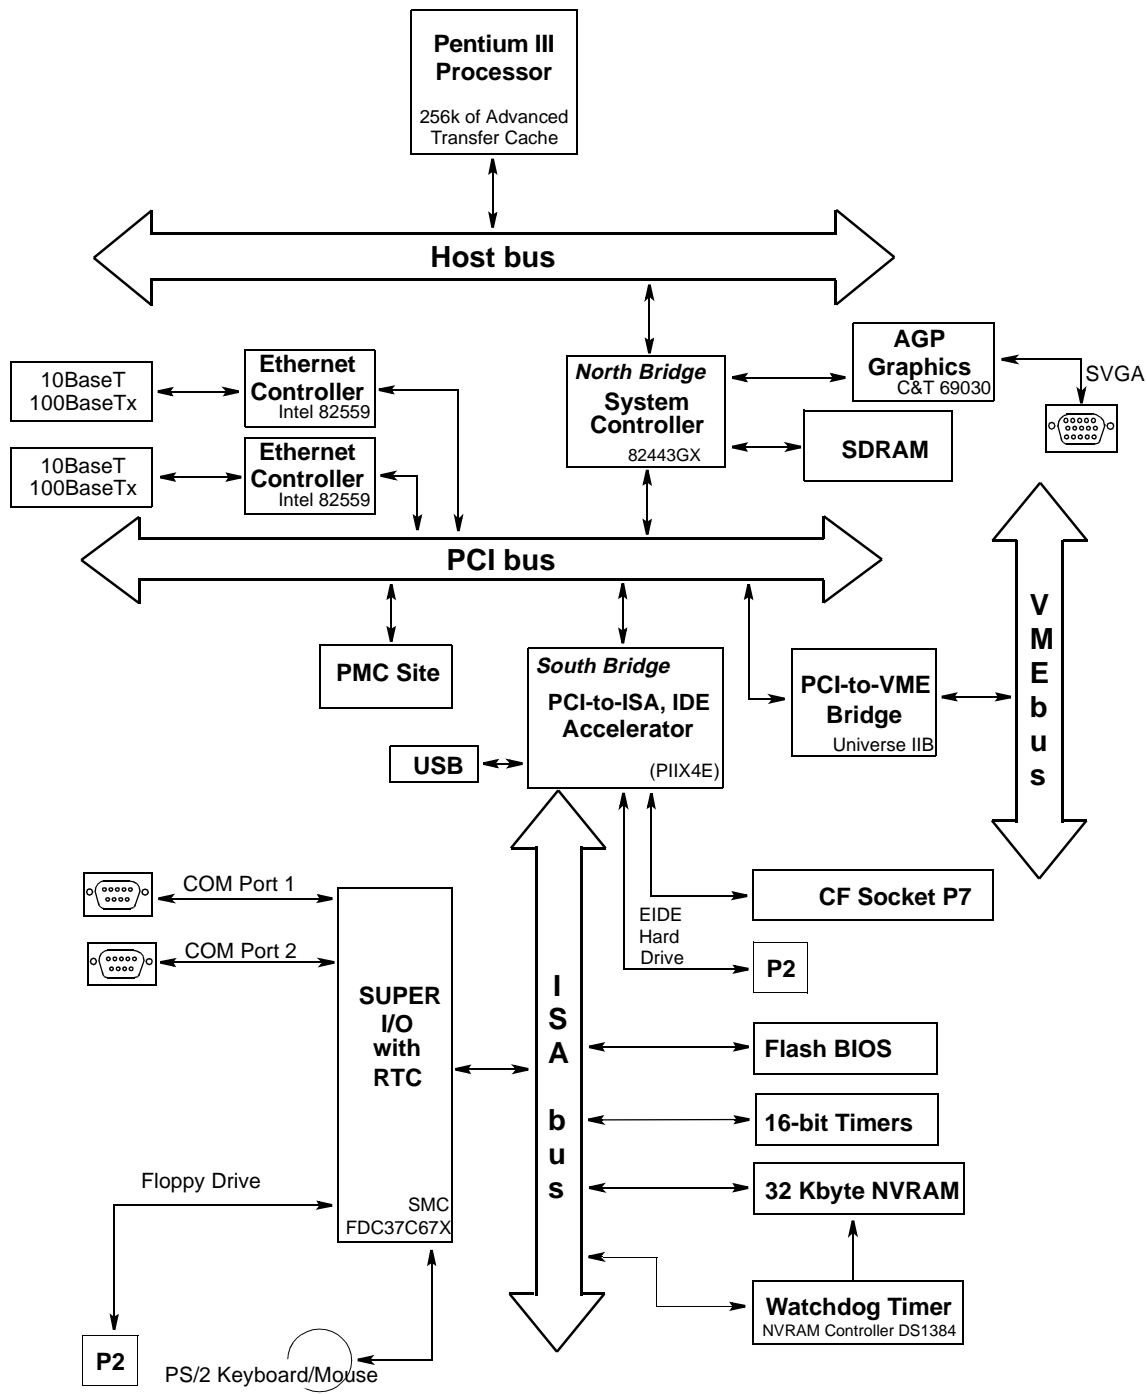 Pentium III
Processor
256k of Advanced
Transfer Cache
Host bus
10BaseT
100BaseTx
Ethernet
Controller
Intel 82559
North Bridge
System
Controller
82443GX
AGP
Graphics
C&T 69030
SVGA
SDRAM
10BaseT
100BaseTx
Ethernet
Controller
Intel 82559
PCI bus
PMC Site
South Bridge
PCI-to-ISA, IDE
Accelerator
(PIIX4E)
PCI-to-VME
Bridge
Universe IIB
VMEbus
USB
COM Port 1
COM Port 2
CF Socket P7
EIDE
Hard
Drive
P2
SUPER
I/O
with
RTC
SMC
FDC37C67X
ISA bus
Flash BIOS
16-bit Timers
32 Kbyte NVRAM
Watchdog Timer
NVRAM Controller DS1384
Floppy Drive
P2
PS/2 Keyboard/Mouse